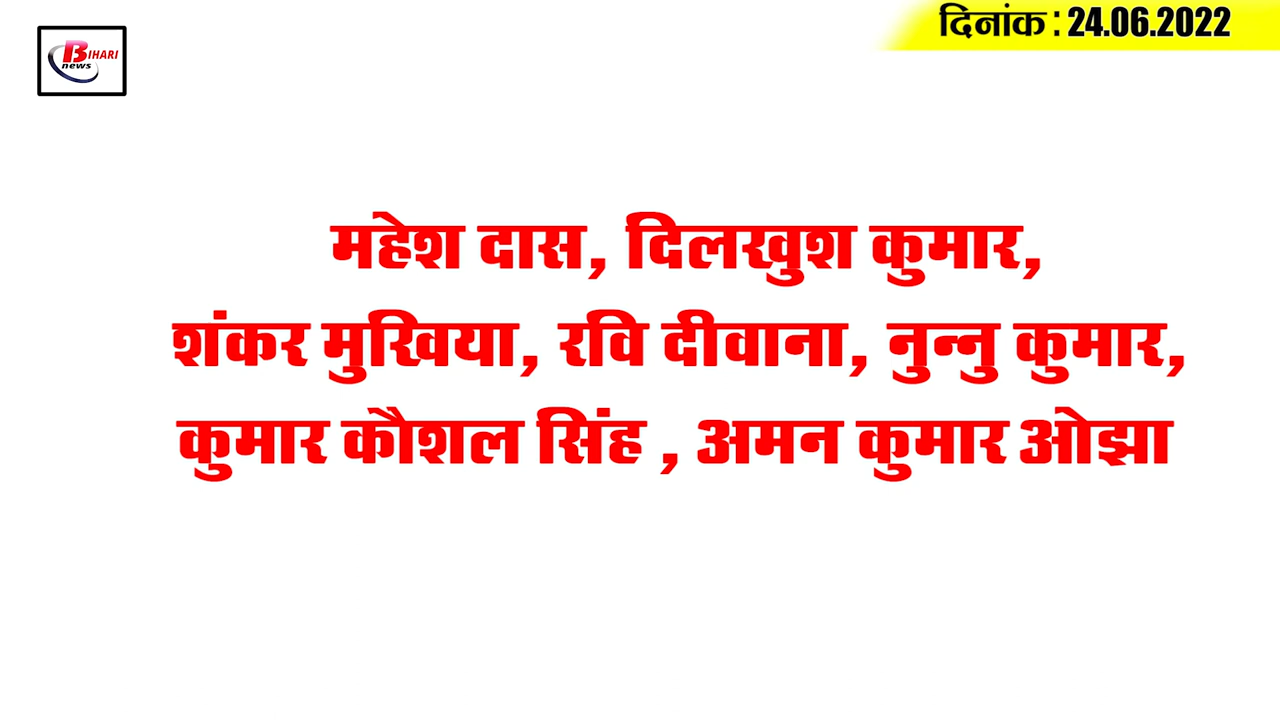 BIHARI
news
दिनांक : 24.06.2022
महेश दास, दिलखुश कुमार,
शंकर मुखिया, रवि दीवाना, नुन्नु कुमार,
कुमार कौशल सिंह , अमन कुमार ओझा